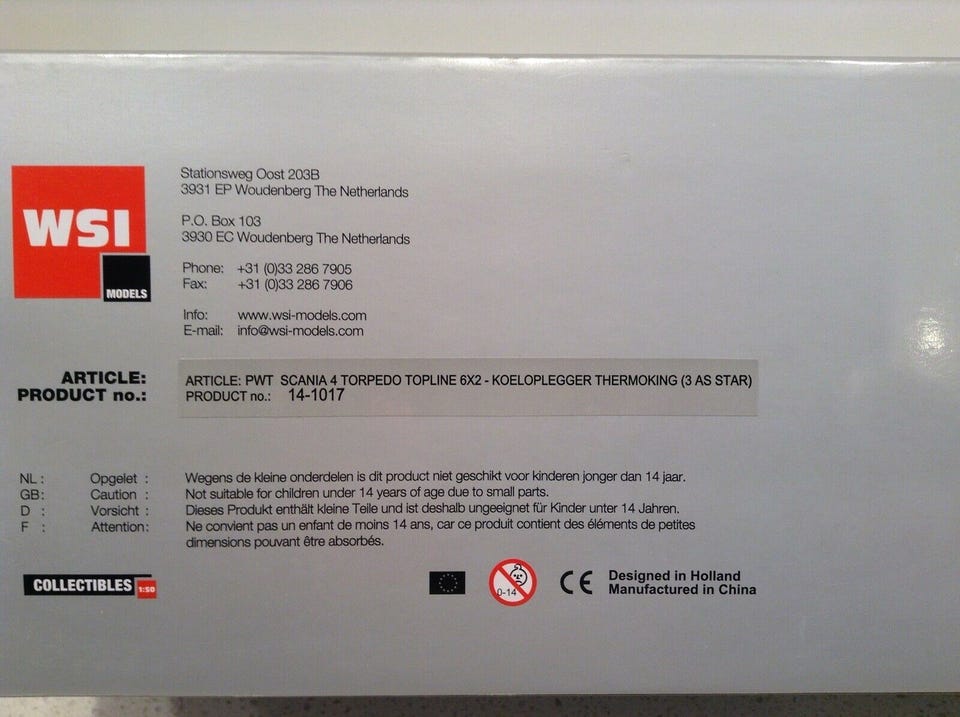 WSI
MODELS
Stationsweg Oost 203B
3931 EP Woudenberg The Netherlands
P.O. Box 103
3930 EC Woudenberg The Netherlands
Phone: +31 (0)33 286 7905
Fax: +31 (0)33 286 7906
Info: www.wsi-models.com
E-mail: info@wsi-models.com
ARTICLE:
PRODUCT no.:
ARTICLE: PWT SCANIA 4 TORPEDO TOPLINE 6X2 - KOELOPLEGGER THERMOKING (3 AS STAR)
PRODUCT no.: 14-1017
NL : Opgelet : Wegens de kleine onderdelen is dit product niet geschikt voor kinderen jonger dan 14 jaar.
GB : Caution : Not suitable for children under 14 years of age due to small parts.
D : Vorsicht : Dieses Produkt enthält kleine Teile und ist deshalb ungeeignet für Kinder unter 14 Jahren.
F : Attention: Ne convient pas un enfant de moins 14 ans, car ce produit contient des éléments de petites
dimensions pouvant être absorbés.
COLLECTIBLES 1:50
0-14
CE
Designed in Holland
Manufactured in China